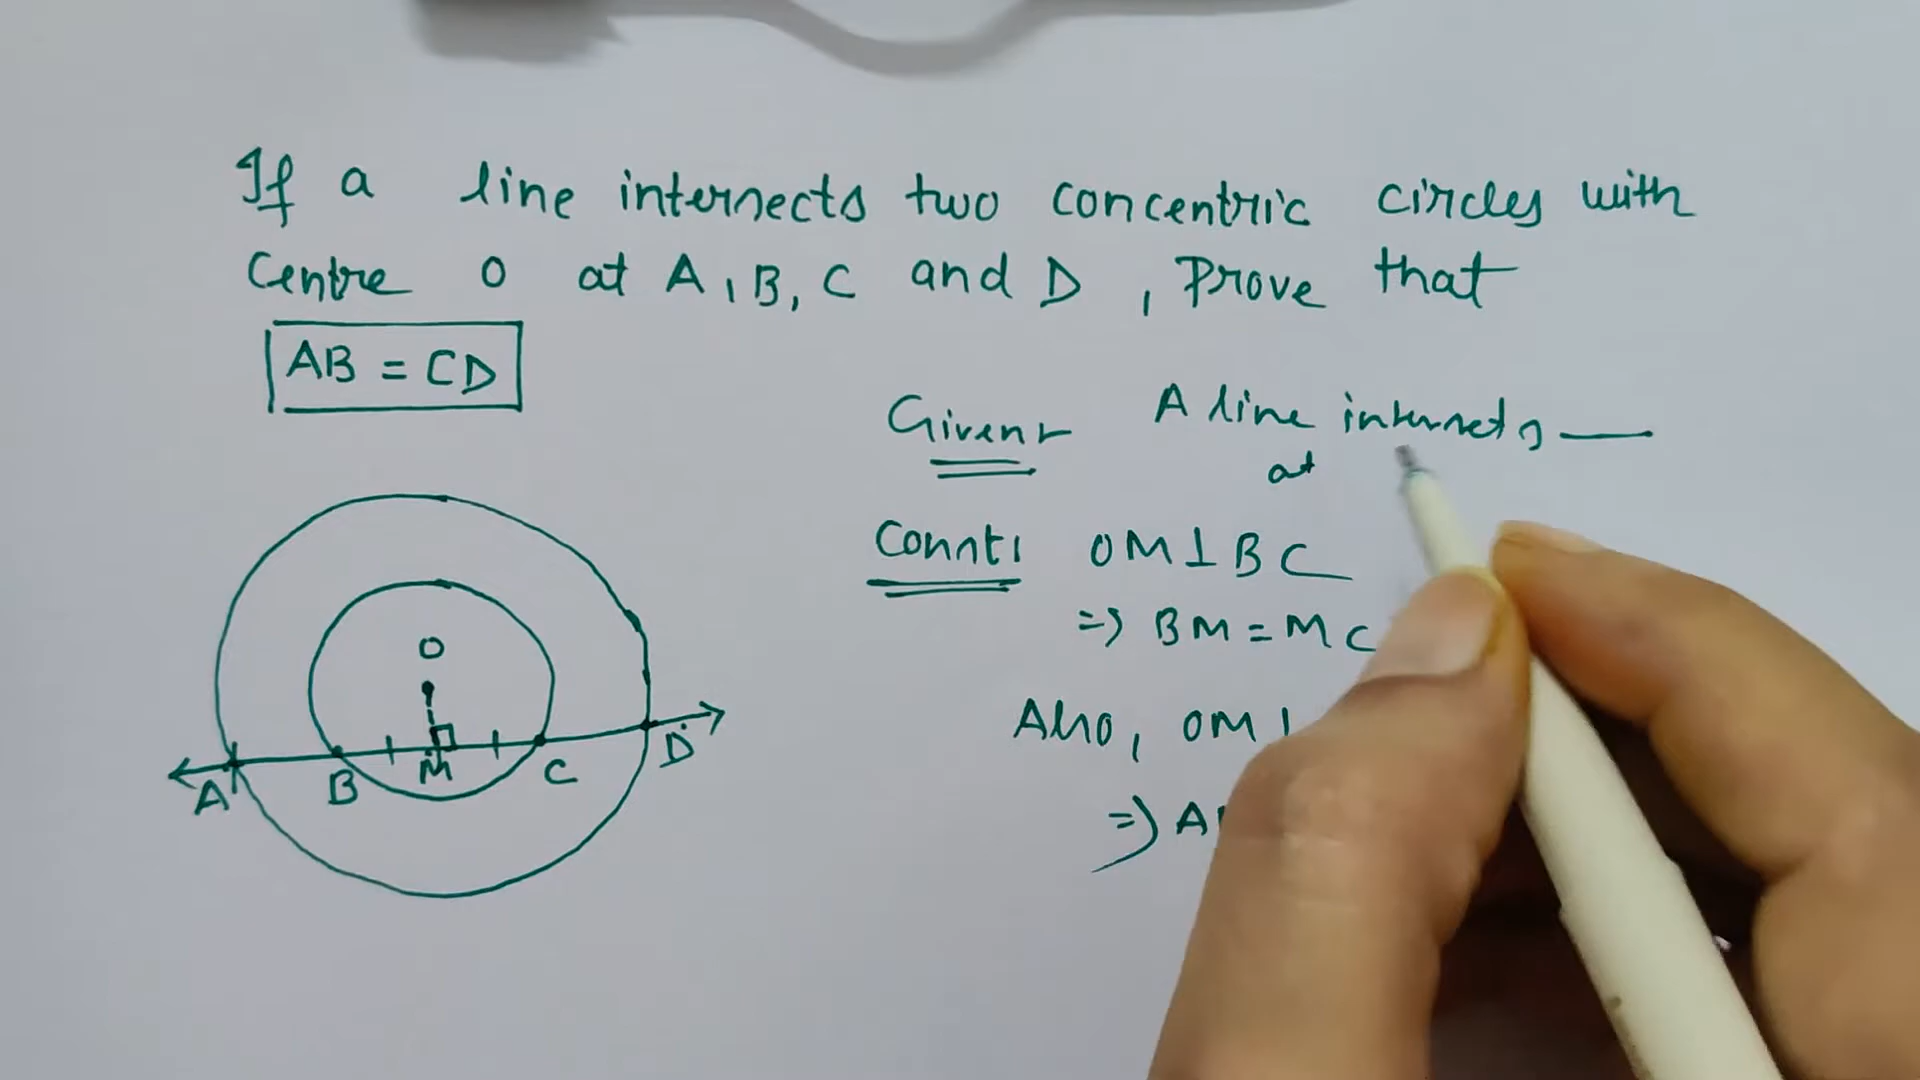 If a line intersects two concentric circles with
Centre O at A, B, C and D, Prove that
AB = CD
Given A line intersects —
at
Const: OM ⊥ BC
=> BM = MC
Also, OM ⊥
=> A
O
A B M C D